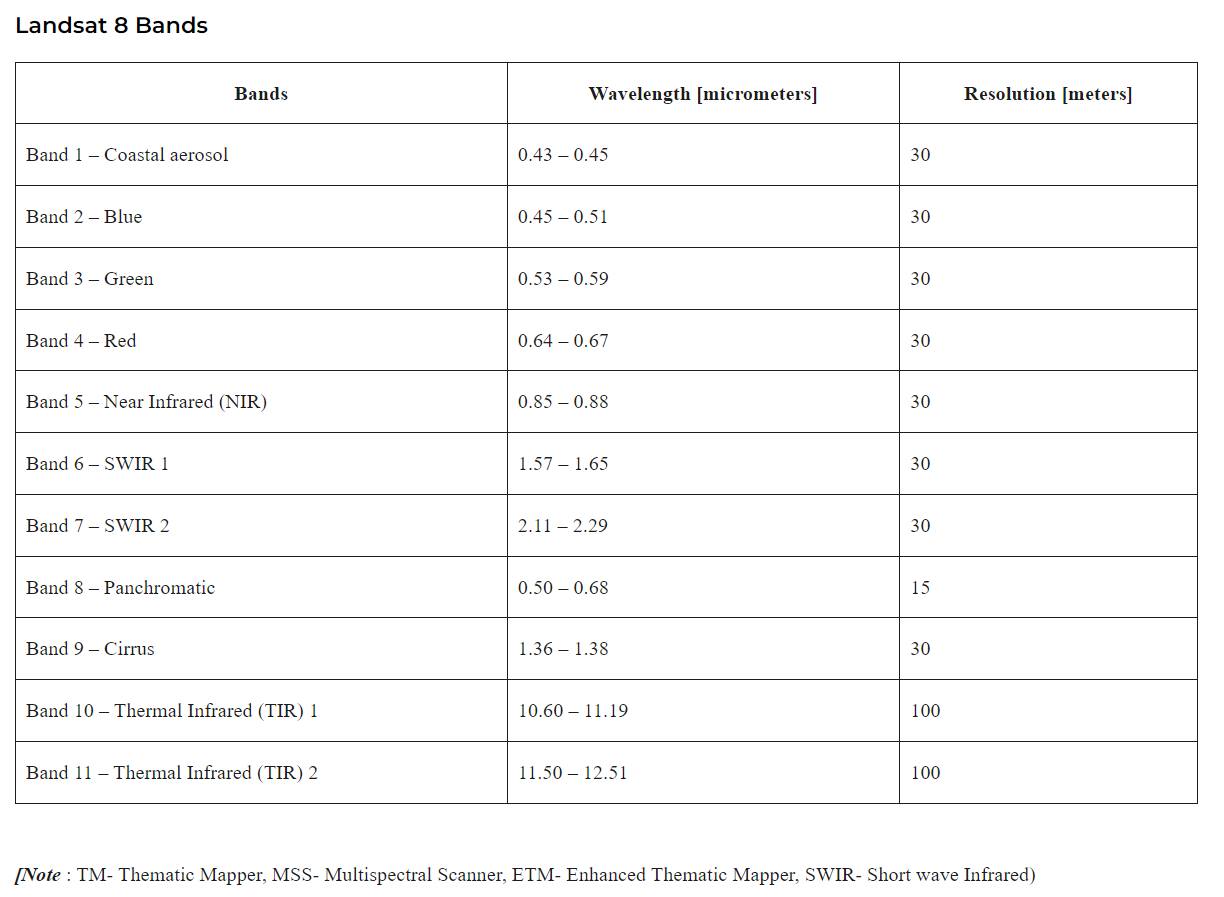 Landsat 8 Bands
Bands Wavelength [micrometers] Resolution [meters]
Band 1 – Coastal aerosol 0.43 – 0.45 30
Band 2 – Blue 0.45 – 0.51 30
Band 3 – Green 0.53 – 0.59 30
Band 4 – Red 0.64 – 0.67 30
Band 5 – Near Infrared (NIR) 0.85 – 0.88 30
Band 6 – SWIR 1 1.57 – 1.65 30
Band 7 – SWIR 2 2.11 – 2.29 30
Band 8 – Panchromatic 0.50 – 0.68 15
Band 9 – Cirrus 1.36 – 1.38 30
Band 10 – Thermal Infrared (TIR) 1 10.60 – 11.19 100
Band 11 – Thermal Infrared (TIR) 2 11.50 – 12.51 100
[Note : TM- Thematic Mapper, MSS- Multispectral Scanner, ETM- Enhanced Thematic Mapper, SWIR- Short wave Infrared)